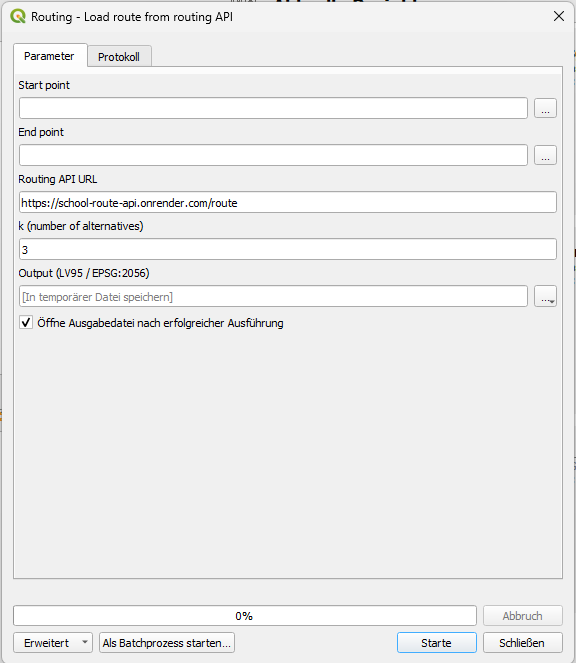 Routing - Load route from routing API
Parameter
Protokoll
Start point
...
End point
...
Routing API URL
https://school-route-api.onrender.com/route
k (number of alternatives)
3
Output (LV95 / EPSG:2056)
[In temporärer Datei speichern]
...
Öffne Ausgabedatei nach erfolgreicher Ausführung
0%
Abbruch
Erweitert
Als Batchprozess starten...
Starte
Schließen